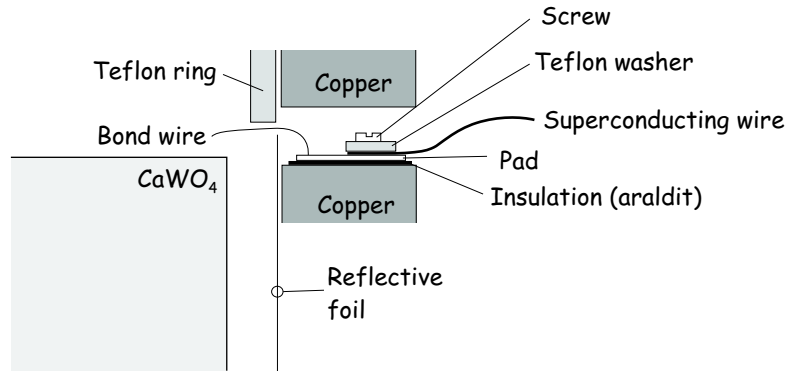 Screw
Teflon ring
Copper
Teflon washer
Bond wire
Superconducting wire
Pad
CaWO₄
Copper
Insulation (araldit)
Reflective
foil